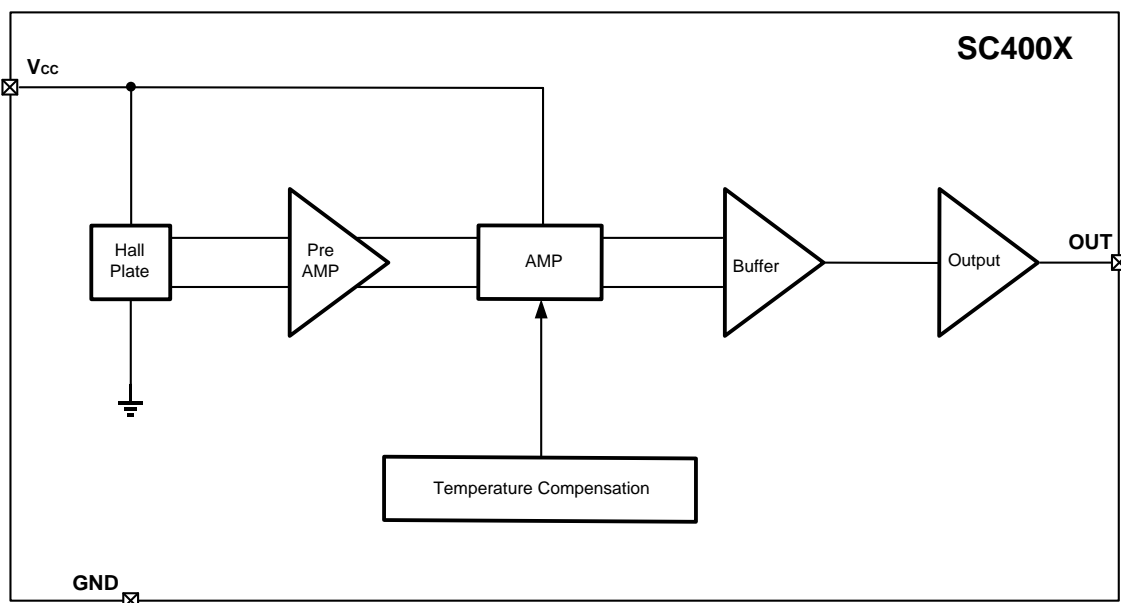 SC400X
Vcc
Hall
Plate
Pre
AMP
AMP
Buffer
Output
OUT
Temperature Compensation
GND